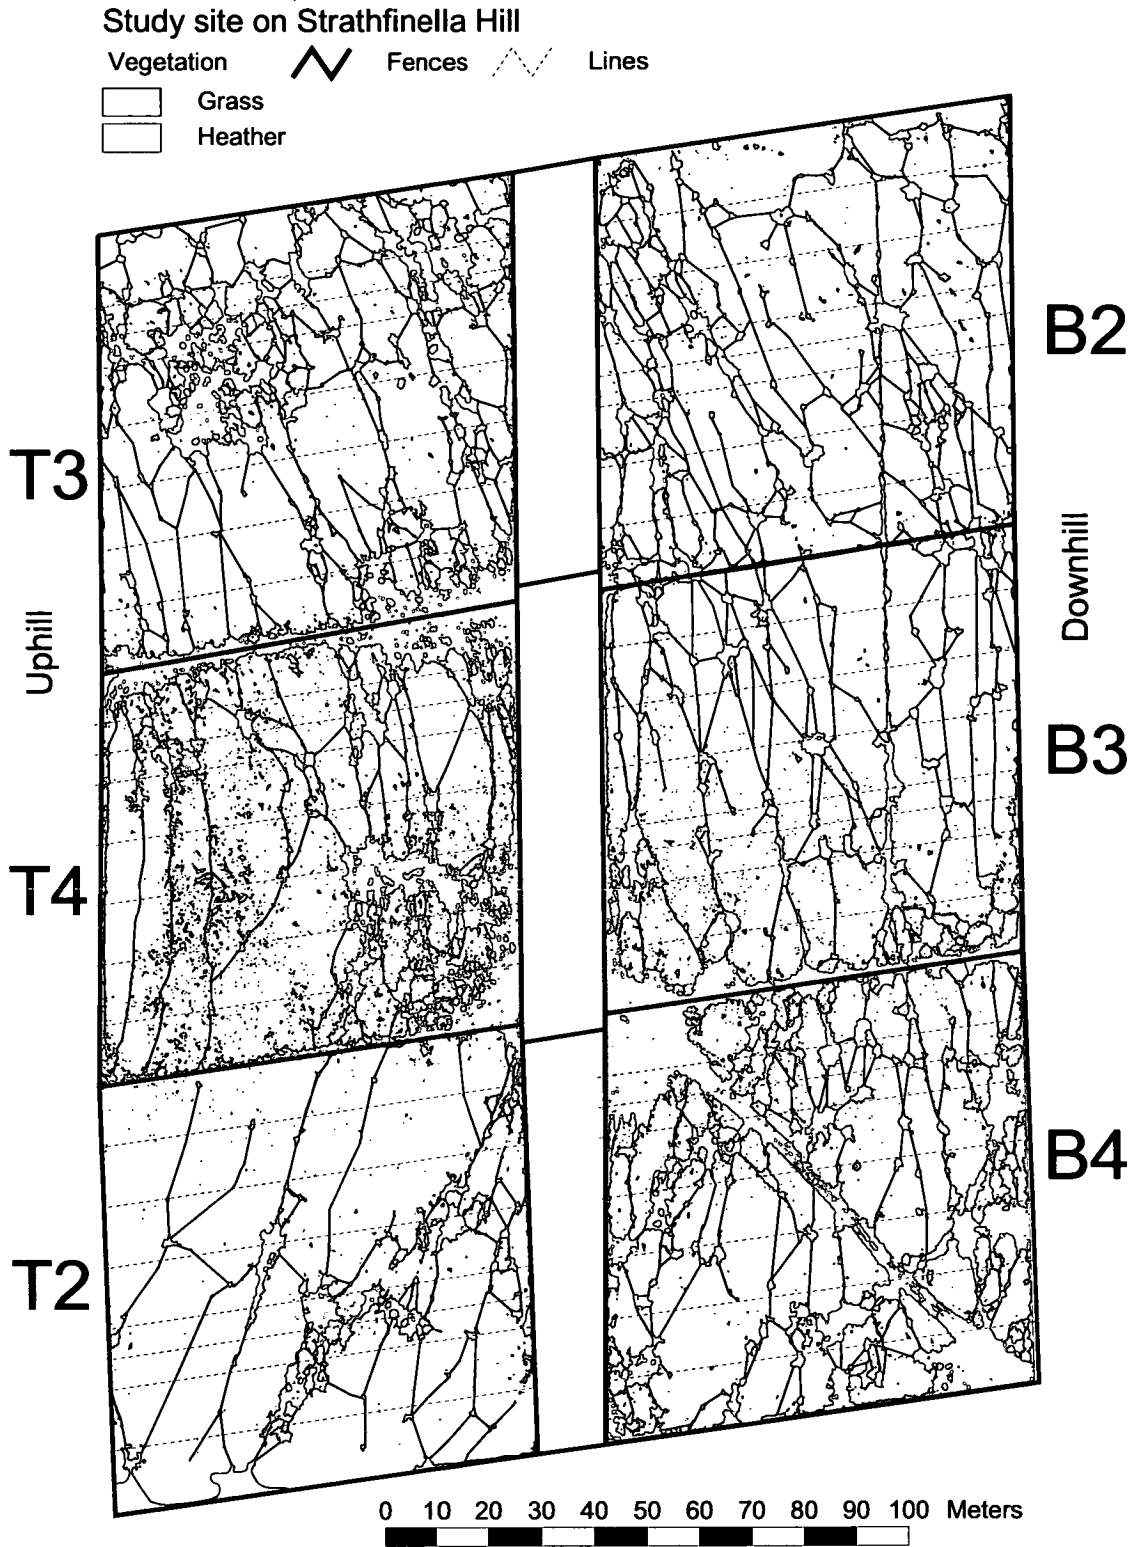 Study site on Strathfinella Hill
Vegetation Fences Lines
Grass
Heather
B2
T3
Downhill
Uphill
B3
T4
B4
T2
0 10 20 30 40 50 60 70 80 90 100 Meters